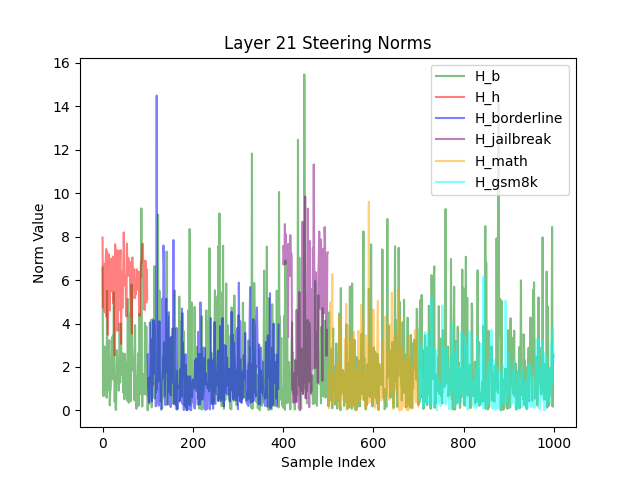 Layer 21 Steering Norms
16
14
12
10
8
6
4
2
0
Norm Value
H_b
H_h
H_borderline
H_jailbreak
H_math
H_gsm8k
0
200
400
600
800
1000
Sample Index